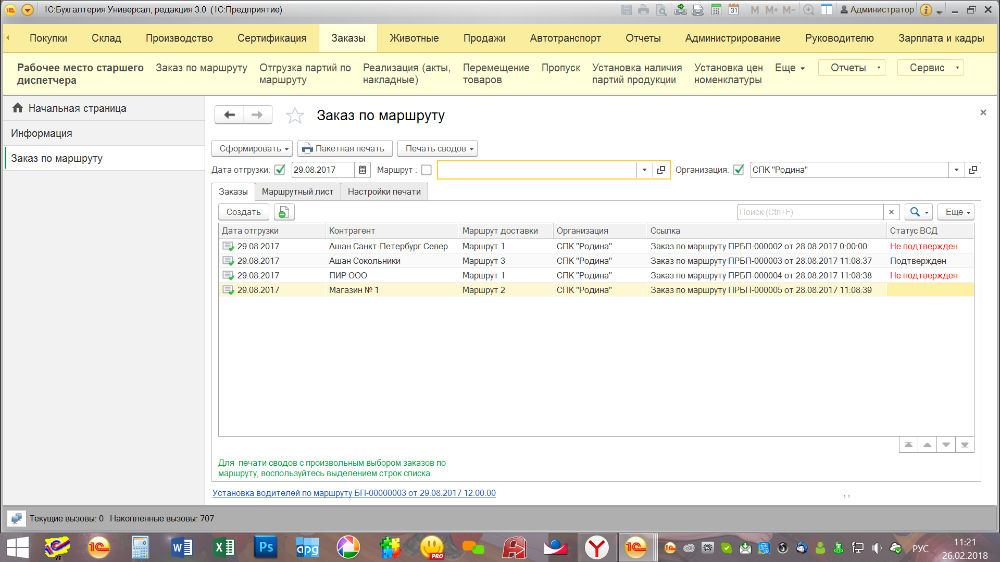 1С:Бухгалтерия Универсал, редакция 3.0 (1С:Предприятие)
31 M M+ M- Администратор
Покупки Склад Производство Сертификация Заказы Животные Продажи Автотранспорт Отчеты Администрирование Руководителю Зарплата и кадры
Рабочее место старшего диспетчера
Заказ по маршруту
Отгрузка партий по маршруту
Реализация (акты, накладные)
Перемещение товаров
Пропуск
Установка наличия партий продукции
Установка цен номенклатуры
Еще
Отчеты
Сервис
Начальная страница
Информация
Заказ по маршруту
Заказ по маршруту
Сформировать Пакетная печать Печать сводов
Дата отгрузки: 29.08.2017 Маршрут : Организация: СПК "Родина"
Заказы Маршрутный лист Настройки печати
Создать Поиск (Ctrl+F) Еще
Дата отгрузки Контрагент Маршрут доставки Организация Ссылка Статус ВСД
29.08.2017 Ашан Санкт-Петербург Север... Маршрут 1 СПК "Родина" Заказ по маршруту ПРБП-000002 от 28.08.2017 0:00:00 Не подтвержден
29.08.2017 Ашан Сокольники Маршрут 3 СПК "Родина" Заказ по маршруту ПРБП-000003 от 28.08.2017 11:08:37 Подтвержден
29.08.2017 ПИР ООО Маршрут 1 СПК "Родина" Заказ по маршруту ПРБП-000004 от 28.08.2017 11:08:38 Не подтвержден
29.08.2017 Магазин № 1 Маршрут 2 СПК "Родина" Заказ по маршруту ПРБП-000005 от 28.08.2017 11:08:39
Для печати сводов с произвольным выбором заказов по
маршруту, воспользуйтесь выделением строк списка.
Установка водителей по маршруту БП-00000003 от 29.08.2017 12:00:00 , ,
Текущие вызовы: 0 Накопленные вызовы: 707
Ps apg PRO РУС 11:21
26.02.2018